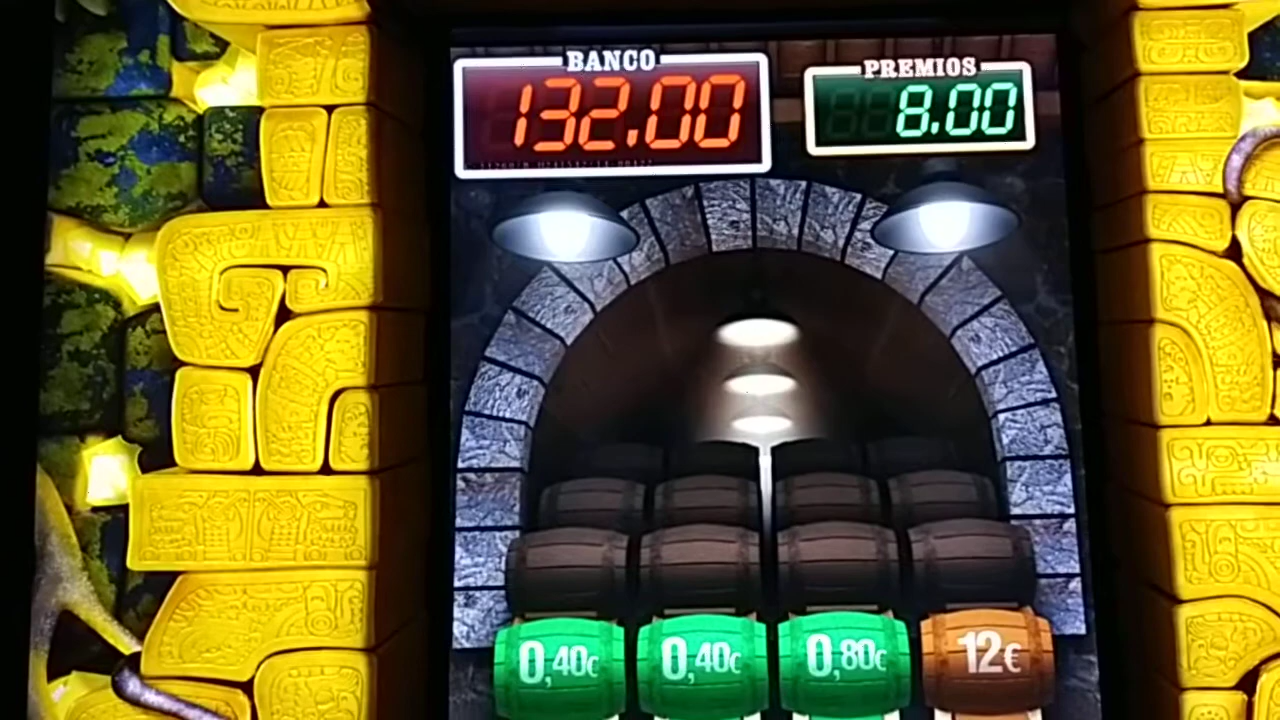 BANCO
132.00
PREMIOS
8.00
0,40c
0,40c
0,80c
12€